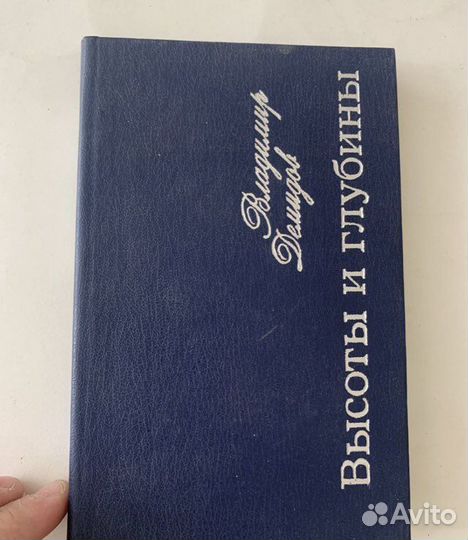 Владимир
Демидов
Высоты и глубины
Avito